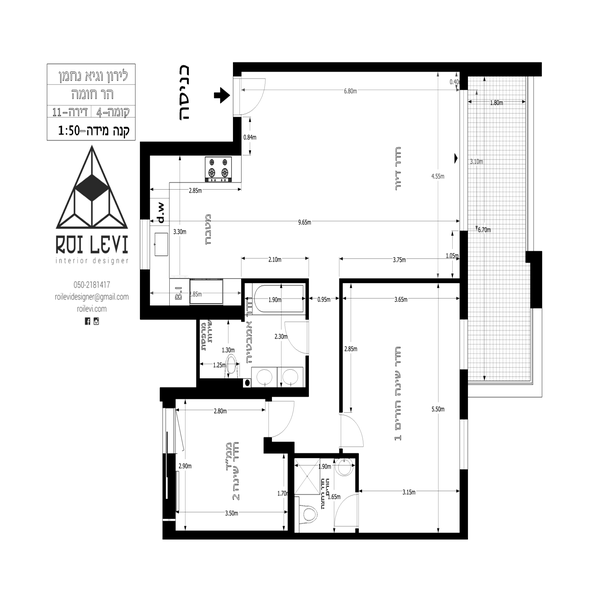 לירון וגיא נחמן
הר חומה
קומה-4 דירה-11
קנה מידה-1:50
ROI LEVI
interior designer
050-2181417
roilevidesigner@gmail.com
roilevi.com
כניסה
6.80m
0.40
1.80m
0.84m
חדר דיור
3.10m
4.55m
2.85m
d.w
מטבח
3.30m
9.65m
6.70m
2.10m
3.75m
1.05m
B.I
2.85m
1.90m
0.95m
3.65m
חדר אמבטיה
2.30m
1.30m
1.25m
2.85m
חדר שינה הורים 1
5.50m
2.80m
ממ"ד
חדר שינה 2
2.90m
1.70m
3.50m
1.90m
חדר רחצה
הורים
1.65m
3.15m